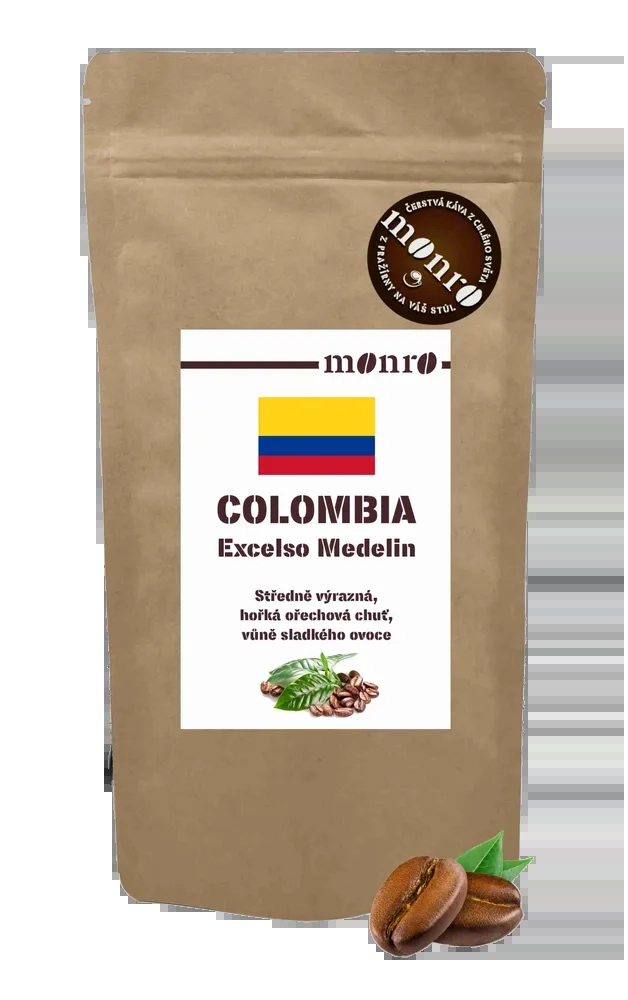 ČERSTVÁ KÁVA Z CELÉHO SVĚTA
monro
Z PRAŽÍRNY NA VÁŠ STŮL
monro
COLOMBIA
Excelso Medelin
Středně výrazná,
hořká ořechová chuť,
vůně sladkého ovoce